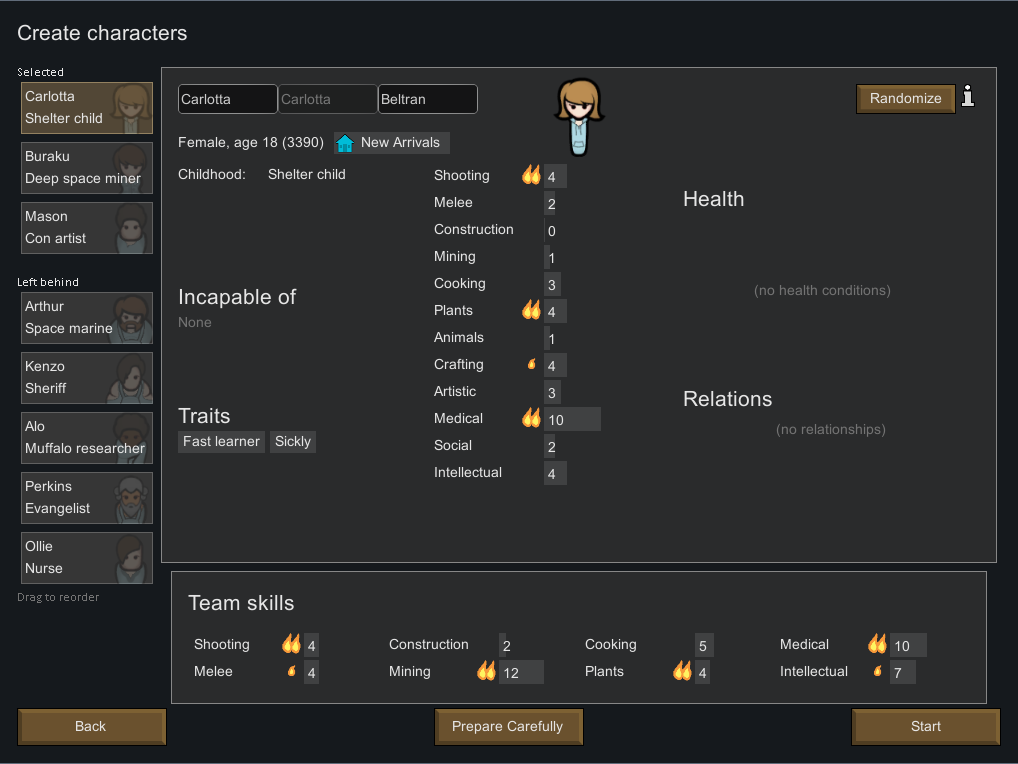 Create characters
Selected
Carlotta
Shelter child
Buraku
Deep space miner
Mason
Con artist
Left behind
Arthur
Space marine
Kenzo
Sheriff
Alo
Muffalo researcher
Perkins
Evangelist
Ollie
Nurse
Drag to reorder
Carlotta Carlotta Beltran
Randomize
Female, age 18 (3390) New Arrivals
Childhood: Shelter child
Incapable of
None
Traits
Fast learner Sickly
Shooting 4
Melee 2
Construction 0
Mining 1
Cooking 3
Plants 4
Animals 1
Crafting 4
Artistic 3
Medical 10
Social 2
Intellectual 4
Health
(no health conditions)
Relations
(no relationships)
Team skills
Shooting 4 Construction 2 Cooking 5 Medical 10
Melee 4 Mining 12 Plants 4 Intellectual 7
Back Prepare Carefully Start